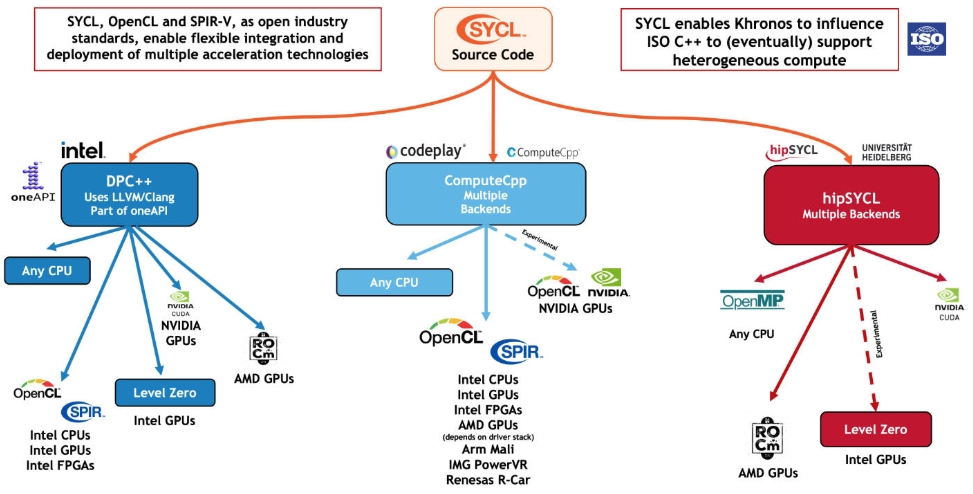 SYCL, OpenCL and SPIR-V, as open industry
standards, enable flexible integration and
deployment of multiple acceleration technologies
SYCL™
Source Code
SYCL enables Khronos to influence
ISO C++ to (eventually) support
heterogeneous compute
ISO
intel.
oneAPI
DPC++
Uses LLVM/Clang
Part of oneAPI
Any CPU
NVIDIA
CUDA
NVIDIA
GPUs
ROCm
AMD GPUs
OpenCL
SPIR™
Intel CPUs
Intel GPUs
Intel FPGAs
Level Zero
Intel GPUs
codeplay®
ComputeCpp™
ComputeCpp
Multiple
Backends
Any CPU
Experimental
OpenCL
NVIDIA.
NVIDIA GPUs
OpenCL™
SPIR™
Intel CPUs
Intel GPUs
Intel FPGAs
AMD GPUs
(depends on driver stack)
Arm Mali
IMG PowerVR
Renesas R-Car
hipSYCL
UNIVERSITÄT
HEIDELBERG
hipSYCL
Multiple Backends
OpenMP
Any CPU
Experimental
NVIDIA
CUDA
ROCm
AMD GPUs
Level Zero
Intel GPUs